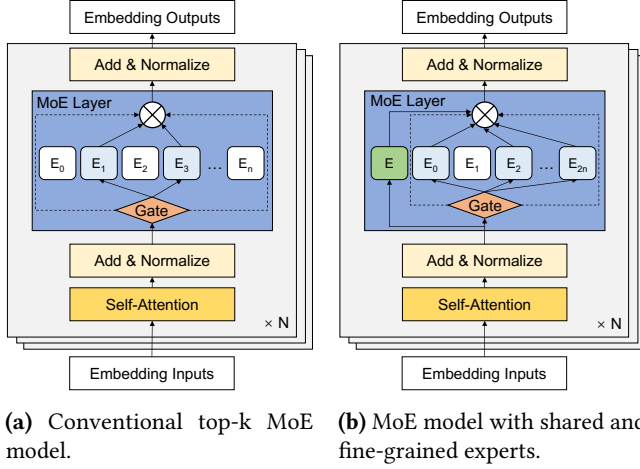 Embedding Outputs
Add & Normalize
MoE Layer
E0 E1 E2 E3 ... En
Gate
Add & Normalize
Self-Attention
× N
Embedding Inputs
(a) Conventional top-k MoE
model.
Embedding Outputs
Add & Normalize
MoE Layer
E E0 E1 E2 ... E2n
Gate
Add & Normalize
Self-Attention
× N
Embedding Inputs
(b) MoE model with shared and
fine-grained experts.